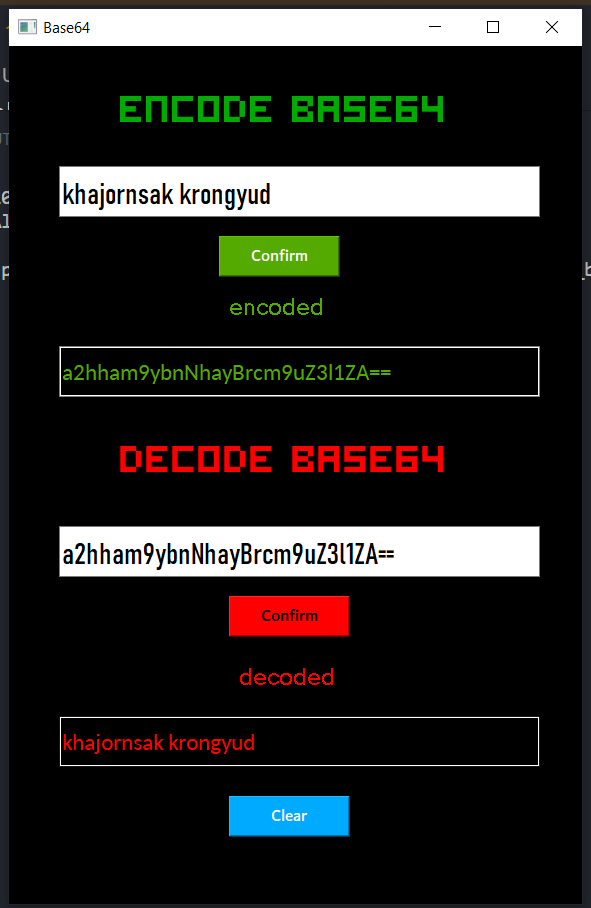 Base64
ENCODE BASE64
khajornsak krongyud
Confirm
encoded
a2hham9ybnNhayBrcm9uZ3l1ZA==
DECODE BASE64
a2hham9ybnNhayBrcm9uZ3l1ZA==
Confirm
decoded
khajornsak krongyud
Clear